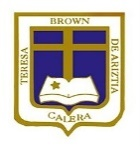 TERESA
BROWN
DE ARIZTIA
CALERA